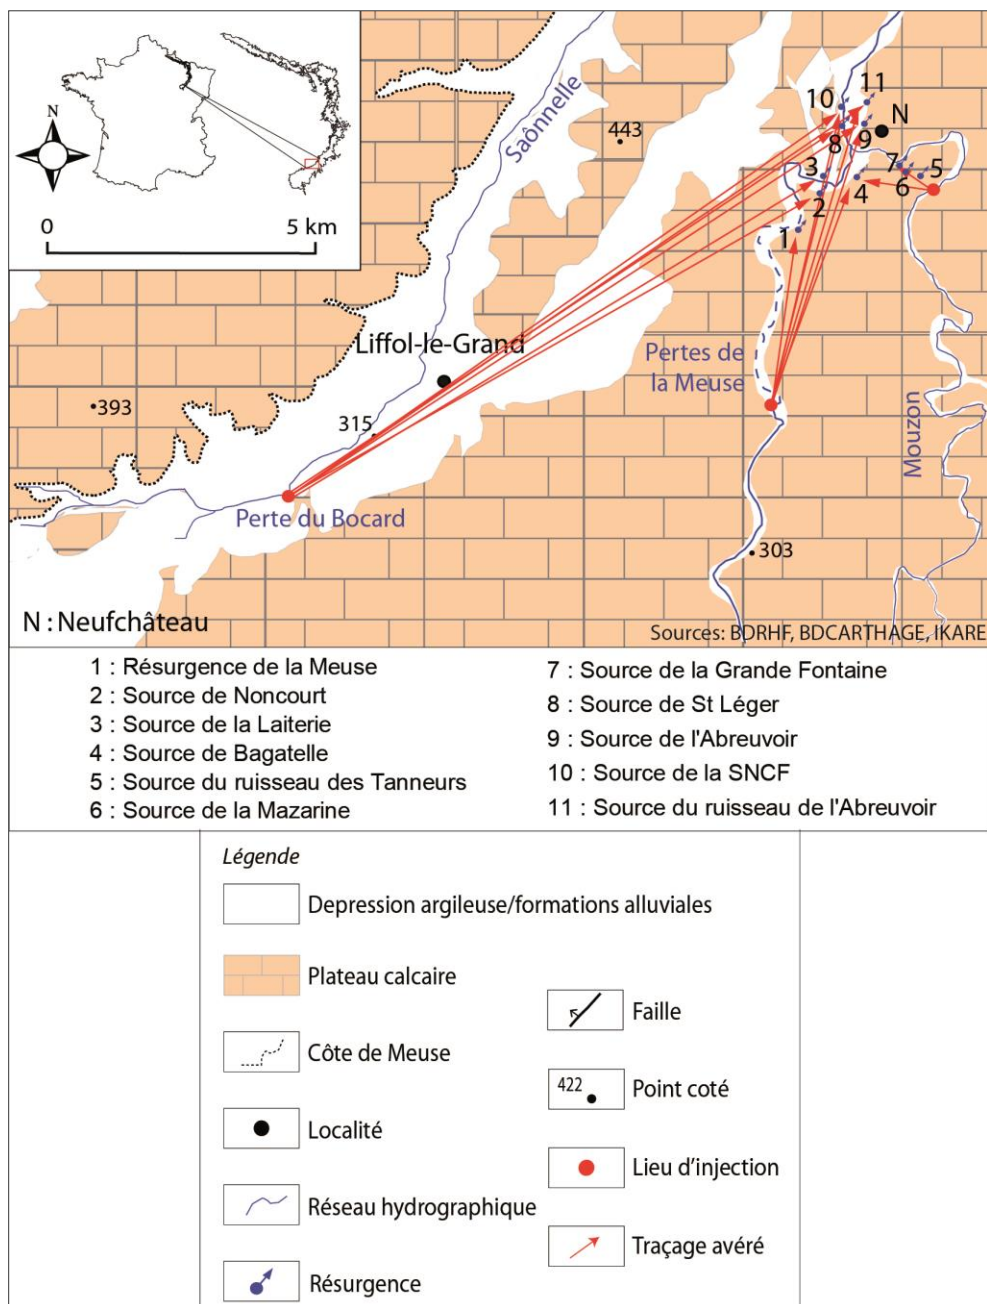 N
0 5 km
Saônnelle
443
10
11
N
8
9
3
7
5
2
4
6
1
Liffol-le-Grand
Pertes de
la Meuse
393
315
Mouzon
Perte du Bocard
303
N : Neufchâteau
Sources: BDRHF, BDCARTHAGE, IKARE
1 : Résurgence de la Meuse
2 : Source de Noncourt
3 : Source de la Laiterie
4 : Source de Bagatelle
5 : Source du ruisseau des Tanneurs
6 : Source de la Mazarine
7 : Source de la Grande Fontaine
8 : Source de St Léger
9 : Source de l'Abreuvoir
10 : Source de la SNCF
11 : Source du ruisseau de l'Abreuvoir
Légende
Depression argileuse/formations alluviales
Plateau calcaire
Côte de Meuse
Localité
Réseau hydrographique
Résurgence
Faille
422
Point coté
Lieu d'injection
Traçage avéré